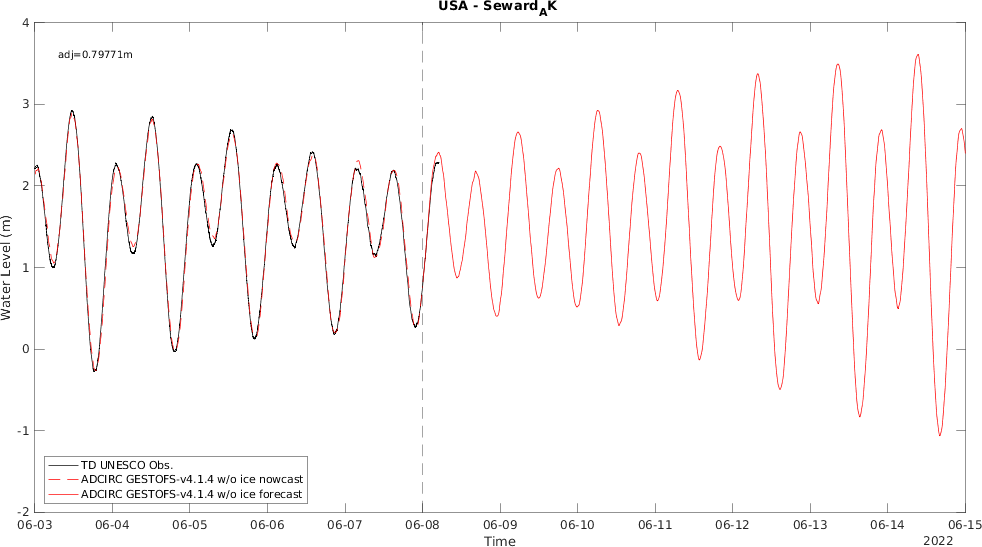 USA - Seward_AK
4
adj=0.79771m
3
2
1
0
-1
-2
Water Level (m)
TD UNESCO Obs.
ADCIRC GESTOFS-v4.1.4 w/o ice nowcast
ADCIRC GESTOFS-v4.1.4 w/o ice forecast
06-03 06-04 06-05 06-06 06-07 06-08 06-09 06-10 06-11 06-12 06-13 06-14 06-15
Time
2022